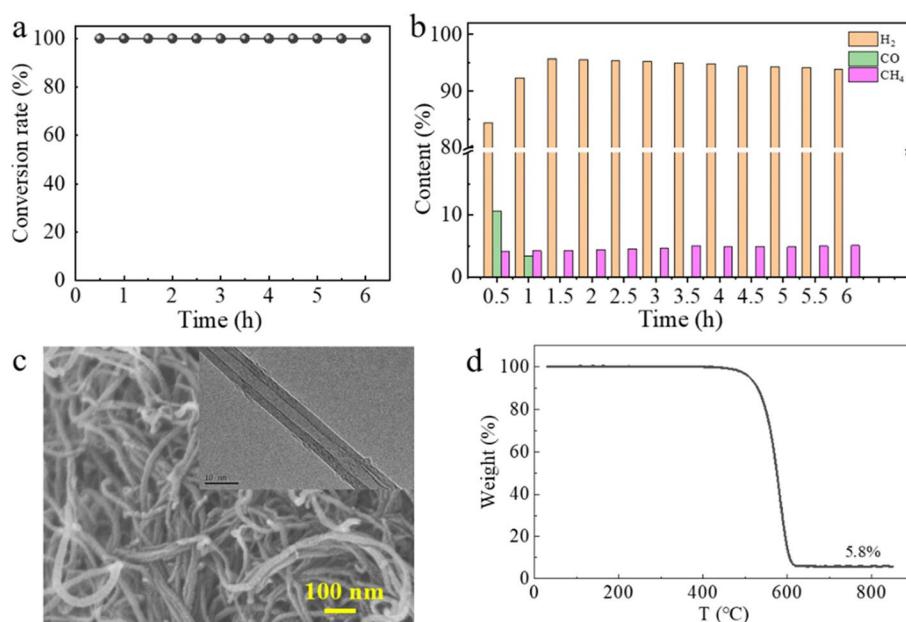 a
Conversion rate (%)
100
80
60
40
20
0
0 1 2 3 4 5 6
Time (h)
b
Content (%)
100
90
80
10
0
H₂
CO
CH₄
0.5 1 1.5 2 2.5 3 3.5 4 4.5 5 5.5 6
Time (h)
c
10 nm
100 nm
d
Weight (%)
100
80
60
40
20
0
5.8%
0 200 400 600 800
T (°C)